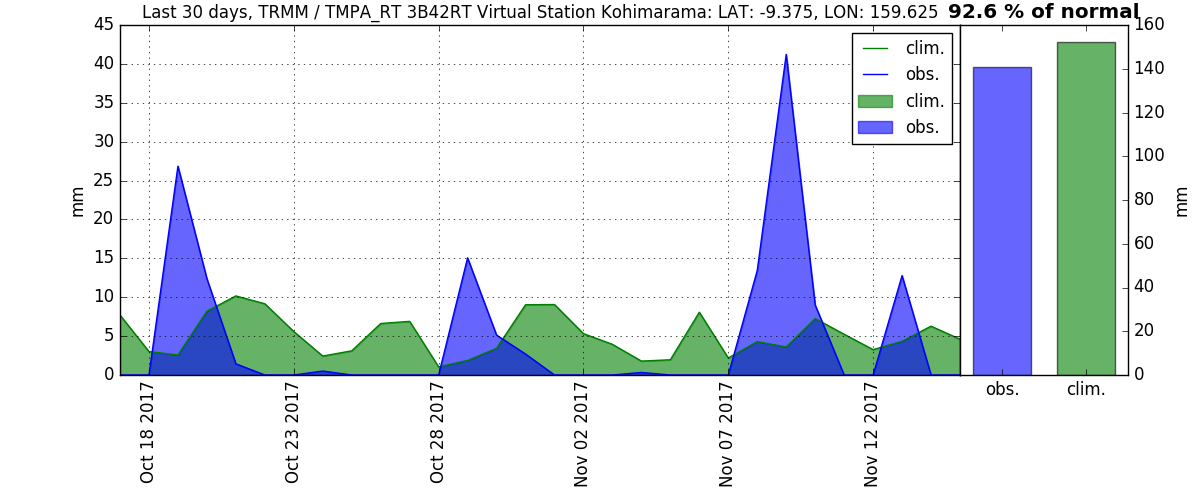 Last 30 days, TRMM / TMPA_RT 3B42RT Virtual Station Kohimarama: LAT: -9.375, LON: 159.625 92.6 % of normal
45
40
35
30
25
20
15
10
5
0
mm
clim.
obs.
clim.
obs.
Oct 18 2017
Oct 23 2017
Oct 28 2017
Nov 02 2017
Nov 07 2017
Nov 12 2017
160
140
120
100
80
60
40
20
0
mm
obs. clim.